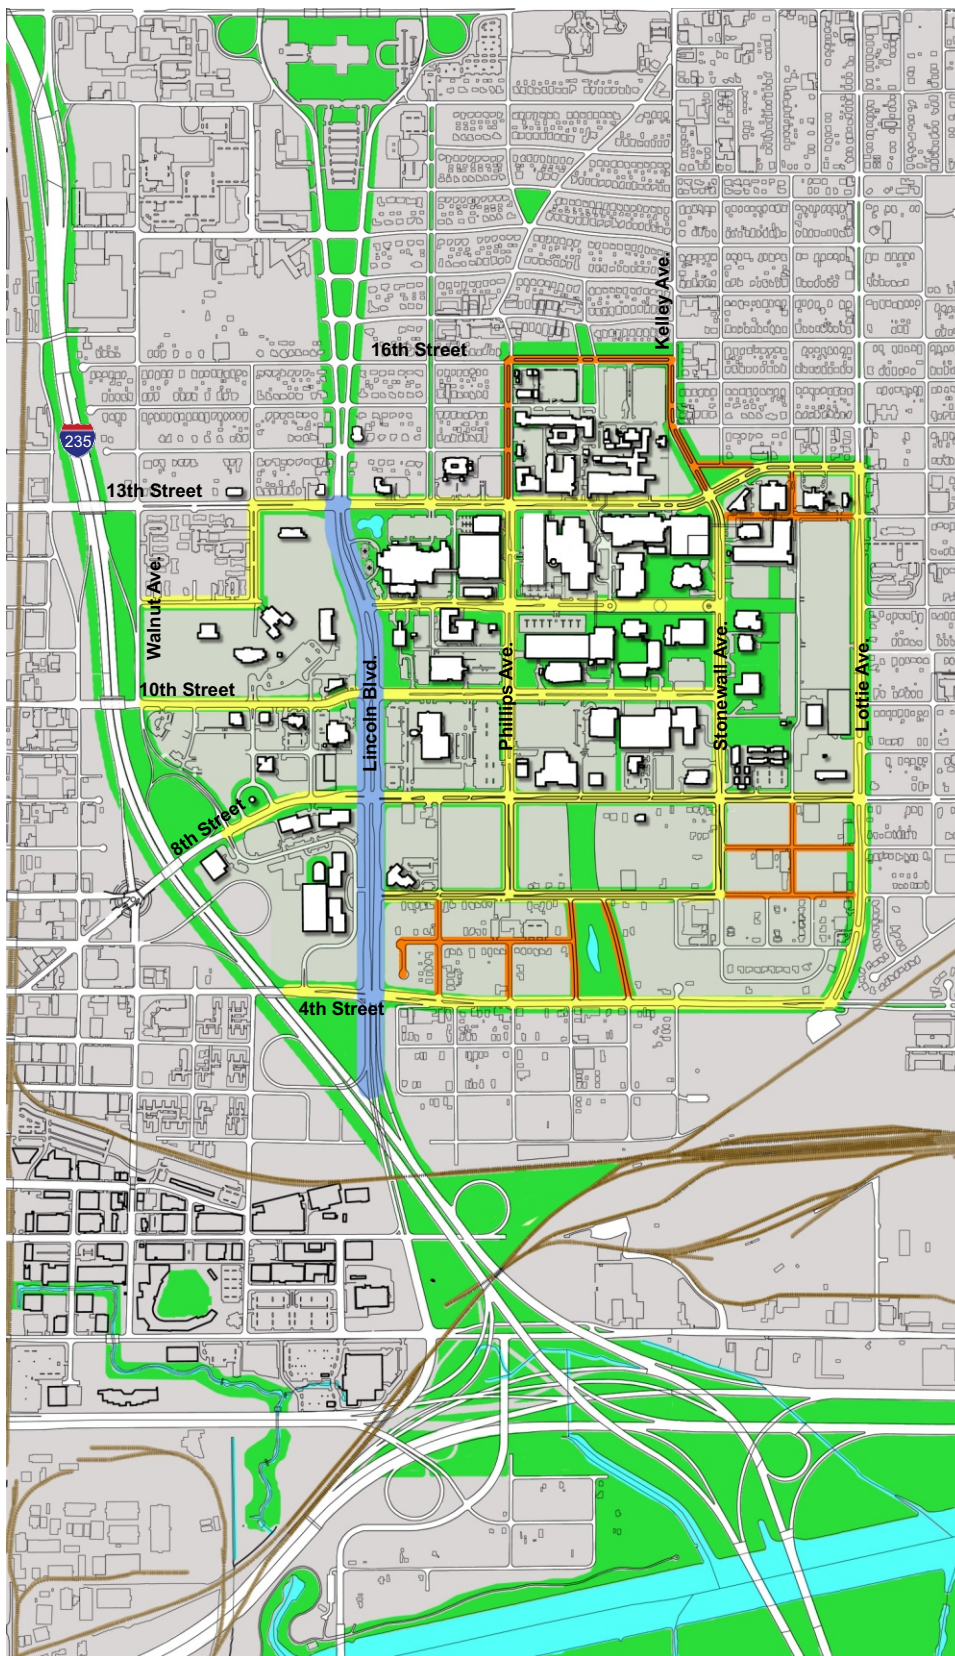 Kelley Ave.
16th Street
235
13th Street
Walnut Ave.
10th Street
Lincoln Blvd.
Phillips Ave.
Stonewall Ave.
Lottie Ave.
8th Street
4th Street